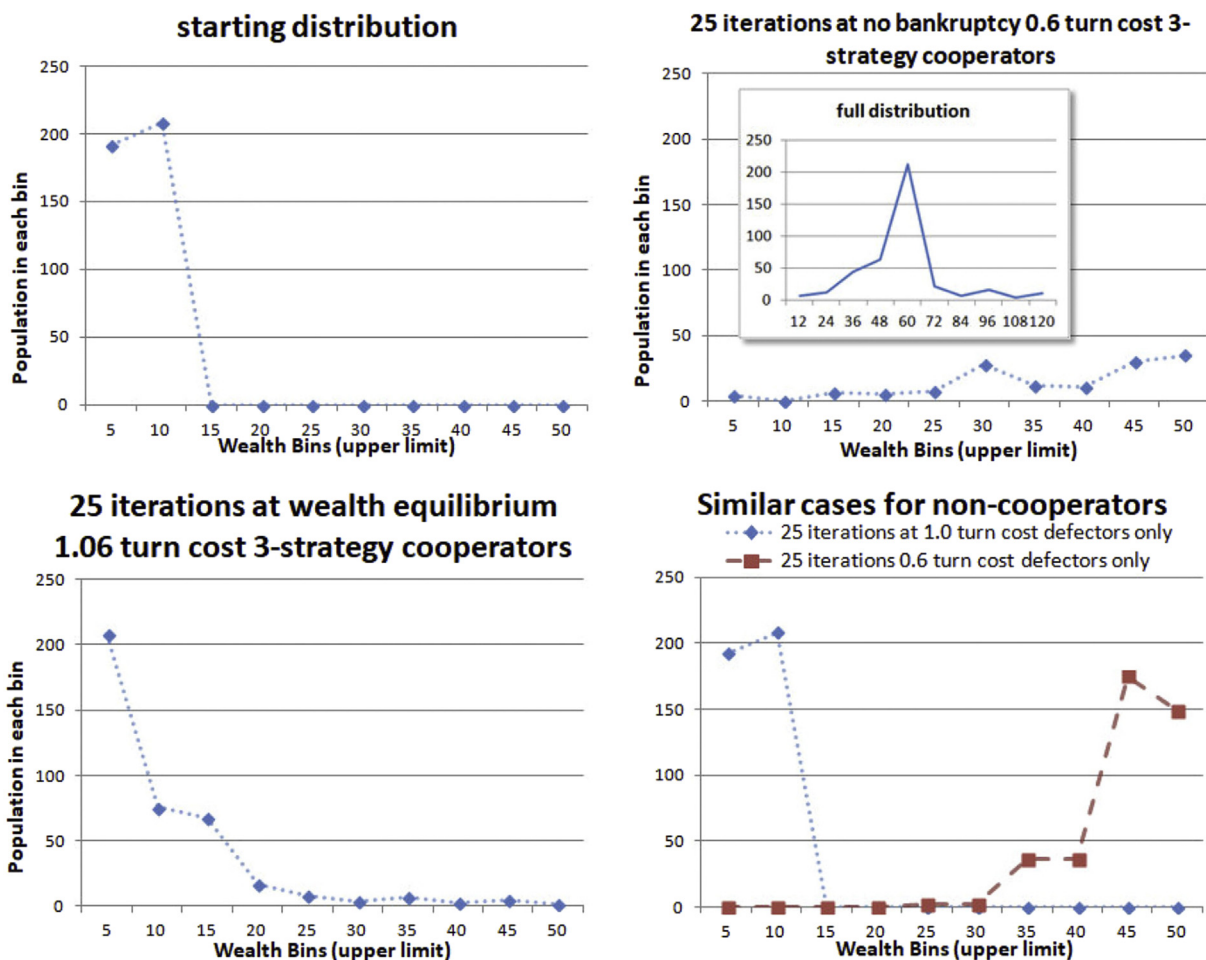 starting distribution
250
200
150
100
50
0
5 10 15 20 25 30 35 40 45 50
Population in each bin
Wealth Bins (upper limit)
25 iterations at no bankruptcy 0.6 turn cost 3-
strategy cooperators
250
200
150
100
50
0
5 10 15 20 25 30 35 40 45 50
Population in each bin
Wealth Bins (upper limit)
full distribution
250
200
150
100
50
0
12 24 36 48 60 72 84 96 108 120
25 iterations at wealth equilibrium
1.06 turn cost 3-strategy cooperators
250
200
150
100
50
0
5 10 15 20 25 30 35 40 45 50
Population in each bin
Wealth Bins (upper limit)
Similar cases for non-cooperators
25 iterions at 1.0 turn cost defectors only
25 iterations 0.6 turn cost defectors only
250
200
150
100
50
0
5 10 15 20 25 30 35 40 45 50
Wealth Bins (upper limit)